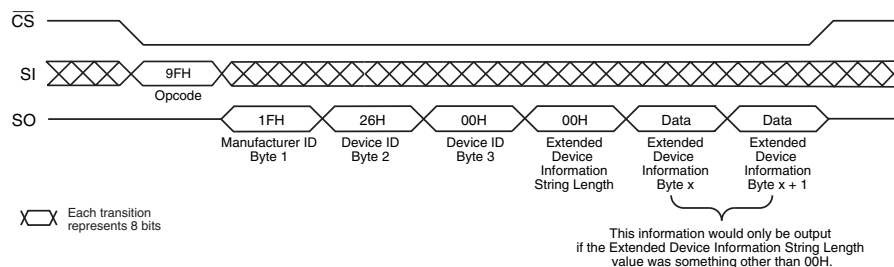 CS
SI
9FH
Opcode
SO
1FH
26H
00H
00H
Data
Data
Manufacturer ID
Byte 1
Device ID
Byte 2
Device ID
Byte 3
Extended
Device
Information
String Length
Extended
Device
Information
Byte x
Extended
Device
Information
Byte x + 1
Each transition
represents 8 bits
This information would only be output
if the Extended Device Information String Length
value was something other than 00H.